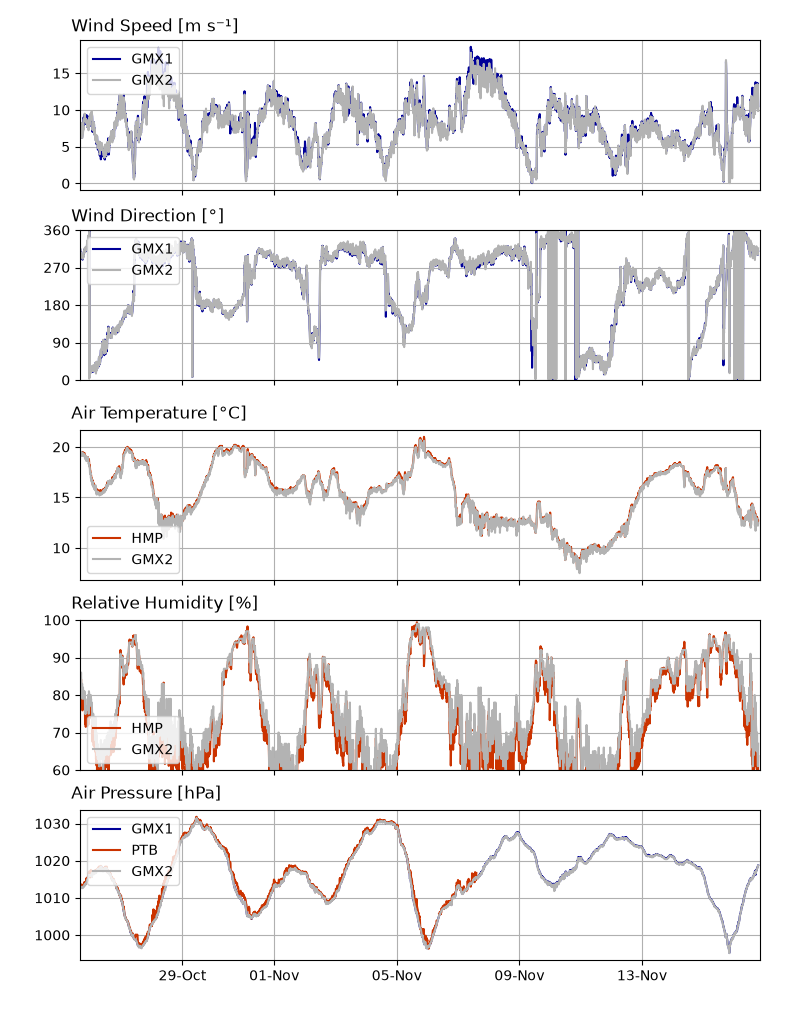 Wind Speed [m s⁻¹]
GMX1
GMX2
15
10
5
0
Wind Direction [°]
360
GMX1
GMX2
270
180
90
0
Air Temperature [°C]
20
15
10
HMP
GMX2
Relative Humidity [%]
100
90
80
70
HMP
GMX2
60
Air Pressure [hPa]
1030
GMX1
PTB
GMX2
1020
1010
1000
29-Oct 01-Nov 05-Nov 09-Nov 13-Nov